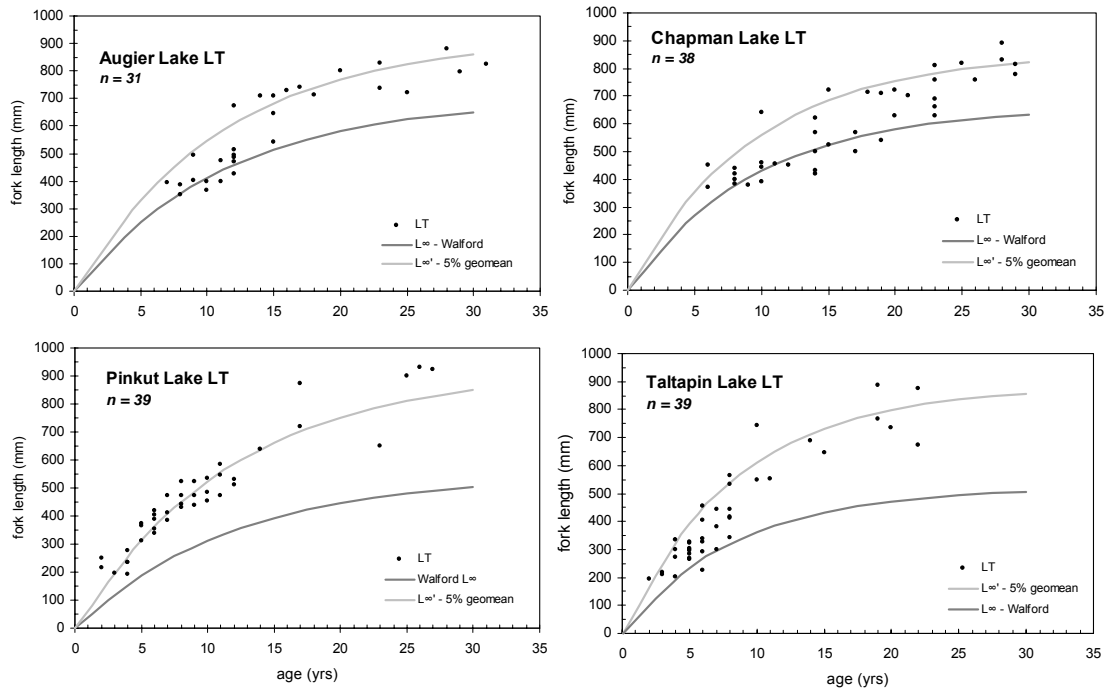 Augier Lake LT
n = 31
fork length (mm)
1000
900
800
700
600
500
400
300
200
100
0
0 5 10 15 20 25 30 35
LT
L∞ - Walford
L∞' - 5% geomean
Chapman Lake LT
n = 38
fork length (mm)
1000
900
800
700
600
500
400
300
200
100
0
0 5 10 15 20 25 30 35
LT
L∞ - Walford
L∞' - 5% geomean
Pinkut Lake LT
n = 39
fork length (mm)
1000
900
800
700
600
500
400
300
200
100
0
0 5 10 15 20 25 30 35
age (yrs)
LT
Walford L∞
L∞' - 5% geomean
Taltapin Lake LT
n = 39
fork length (mm)
1000
900
800
700
600
500
400
300
200
100
0
0 5 10 15 20 25 30 35
age (yrs)
LT
L∞' - 5% geomean
L∞ - Walford